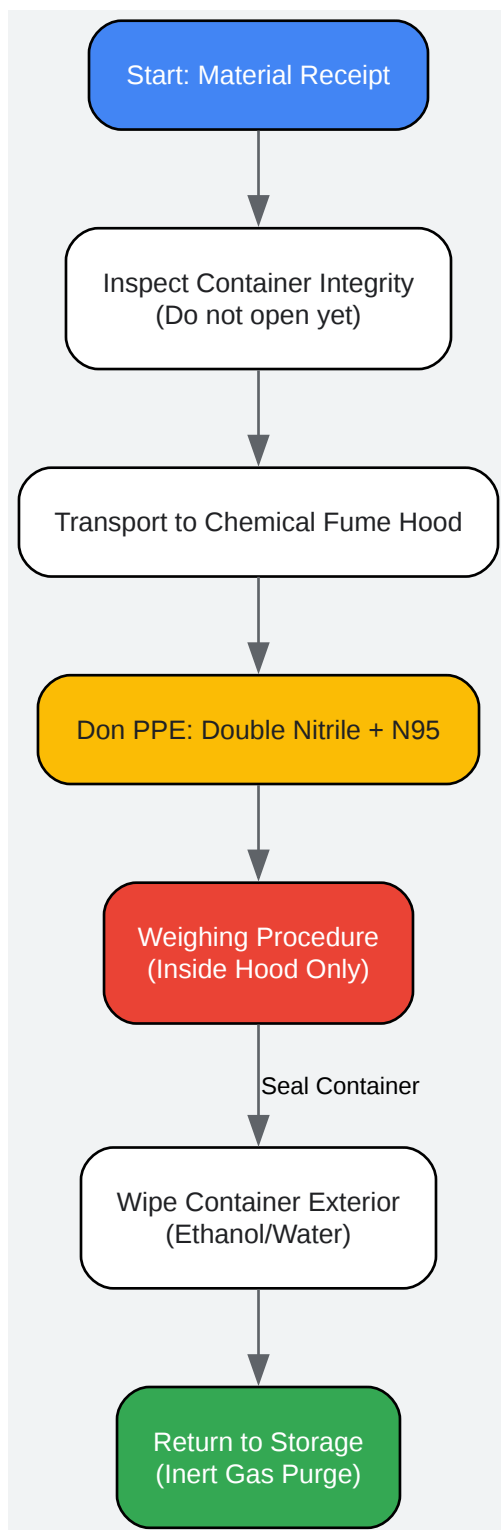 Start: Material Receipt
Inspect Container Integrity
(Do not open yet)
Transport to Chemical Fume Hood
Don PPE: Double Nitrile + N95
Weighing Procedure
(Inside Hood Only)
Seal Container
Wipe Container Exterior
(Ethanol/Water)
Return to Storage
(Inert Gas Purge)